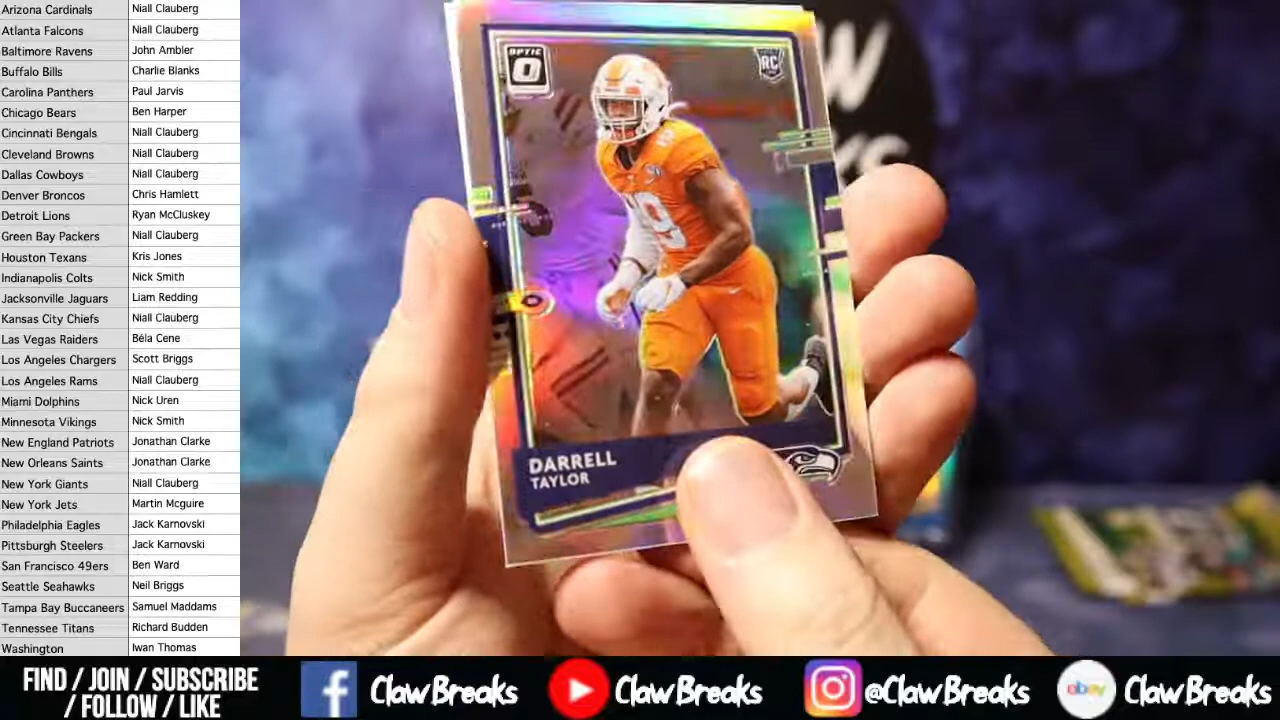 Arizona Cardinals Niall Clauberg
Atlanta Falcons Niall Clauberg
Baltimore Ravens John Ambler
Buffalo Bills Charlie Blanks
Carolina Panthers Paul Jarvis
Chicago Bears Ben Harper
Cincinnati Bengals Niall Clauberg
Cleveland Browns Niall Clauberg
Dallas Cowboys Niall Clauberg
Denver Broncos Chris Hamlett
Detroit Lions Ryan McCluskey
Green Bay Packers Niall Clauberg
Houston Texans Kris Jones
Indianapolis Colts Nick Smith
Jacksonville Jaguars Liam Redding
Kansas City Chiefs Niall Clauberg
Las Vegas Raiders Béla Cene
Los Angeles Chargers Scott Briggs
Los Angeles Rams Niall Clauberg
Miami Dolphins Nick Uren
Minnesota Vikings Nick Smith
New England Patriots Jonathan Clarke
New Orleans Saints Jonathan Clarke
New York Giants Niall Clauberg
New York Jets Martin Mcguire
Philadelphia Eagles Jack Karnovski
Pittsburgh Steelers Jack Karnovski
San Francisco 49ers Ben Ward
Seattle Seahawks Neil Briggs
Tampa Bay Buccaneers Samuel Maddams
Tennessee Titans Richard Budden
Washington Iwan Thomas
OPTIC
O
RC
19
DARRELL
TAYLOR
FIND / JOIN / SUBSCRIBE
/ FOLLOW / LIKE
f ClawBreaks
ClawBreaks
@ClawBreaks
ebay ClawBreaks